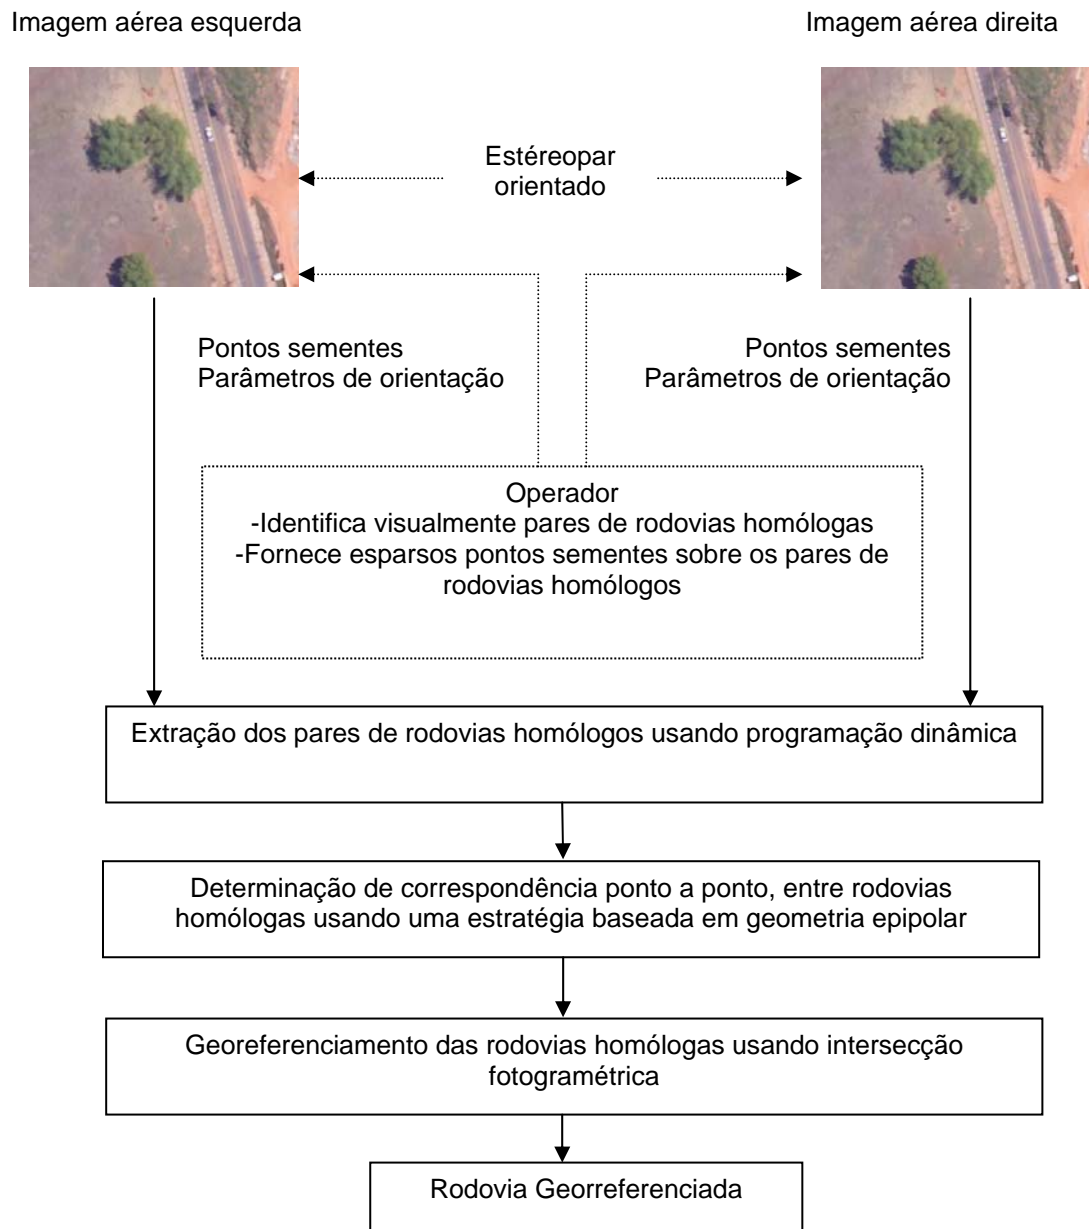 Imagem aérea esquerda
Imagem aérea direita
Estéreopar
orientado
Pontos sementes
Parâmetros de orientação
Pontos sementes
Parâmetros de orientação
Operador
-Identifica visualmente pares de rodovias homólogas
-Fornece esparsos pontos sementes sobre os pares de
rodovias homólogos
Extração dos pares de rodovias homólogos usando programação dinâmica
Determinação de correspondência ponto a ponto, entre rodovias
homólogas usando uma estratégia baseada em geometria epipolar
Georeferenciamento das rodovias homólogas usando intersecção
fotogramétrica
Rodovia Georreferenciada